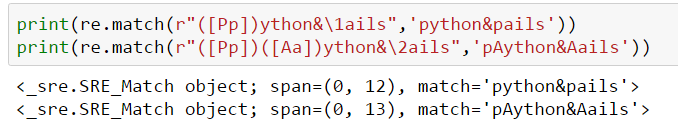 print(re.match(r"([Pp])ython&\1ails",'python&pails'))
print(re.match(r"([Pp])([Aa])ython&\2ails",'pAython&Aails'))
<_sre.SRE_Match object; span=(0, 12), match='python&pails'>
<_sre.SRE_Match object; span=(0, 13), match='pAython&Aails'>